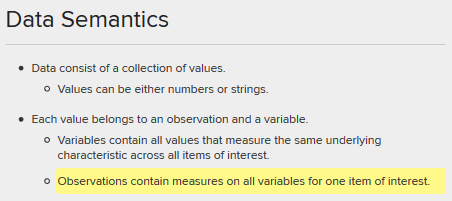 Data Semantics
Data consist of a collection of values.
Values can be either numbers or strings.
Each value belongs to an observation and a variable.
Variables contain all values that measure the same underlying
characteristic across all items of interest.
Observations contain measures on all variables for one item of interest.